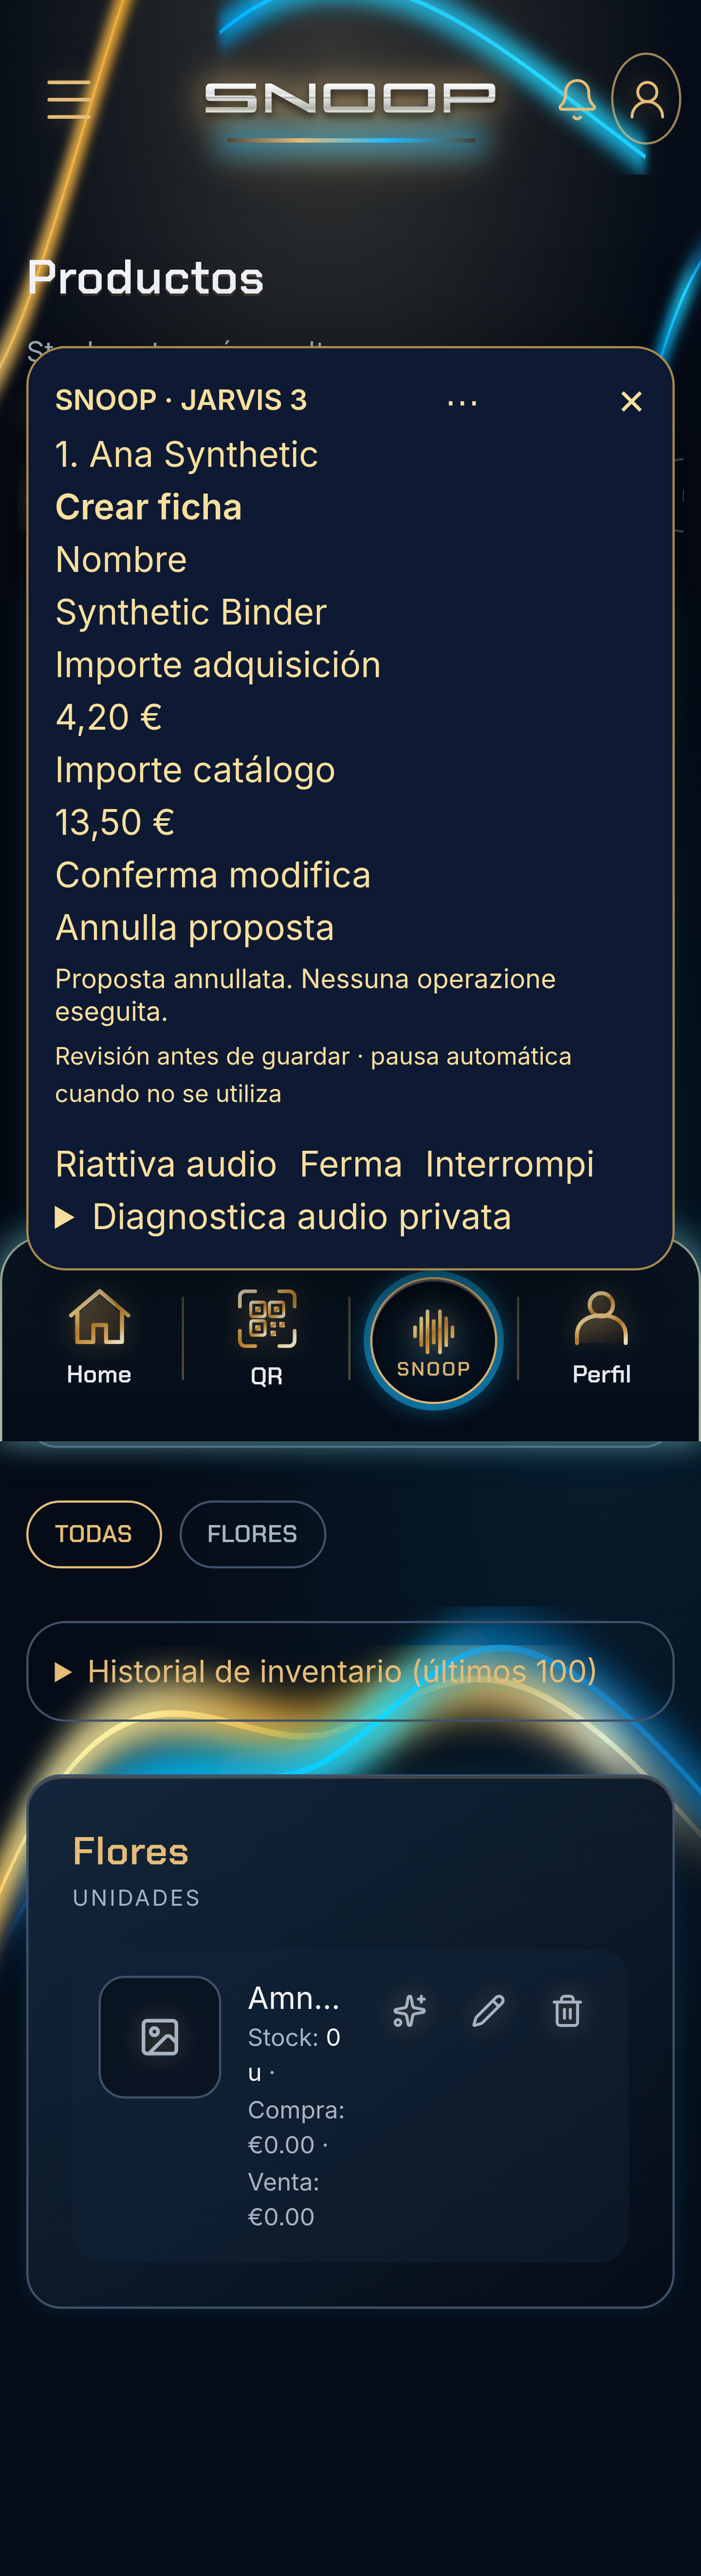 SNOOP
Productos
SNOOP · JARVIS 3 ... ×
1. Ana Synthetic
Crear ficha
Nombre
Synthetic Binder
Importe adquisición
4,20 €
Importe catálogo
13,50 €
Conferma modifica
Annulla proposta
Proposta annullata. Nessuna operazione
eseguita.
Revisión antes de guardar · pausa automática
cuando no se utiliza
Riattiva audio Ferma Interrompi
▶ Diagnostica audio privata
Home QR SNOOP Perfil
TODAS FLORES
▶ Historial de inventario (últimos 100)
Flores
UNIDADES
Amn...
Stock: 0
u ·
Compra:
€0.00 ·
Venta:
€0.00